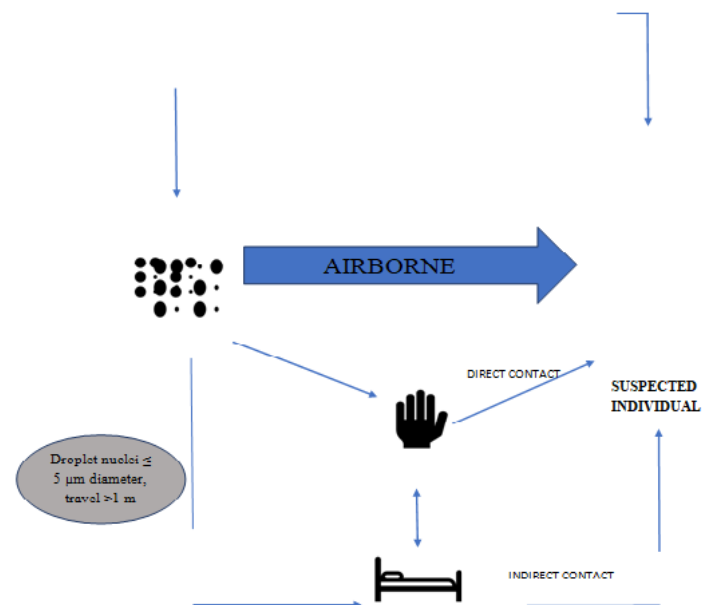 AIRBORNE
DIRECT CONTACT
SUSPECTED
INDIVIDUAL
Droplet nuclei ≤
5 μm diameter,
travel >1 m
INDIRECT CONTACT